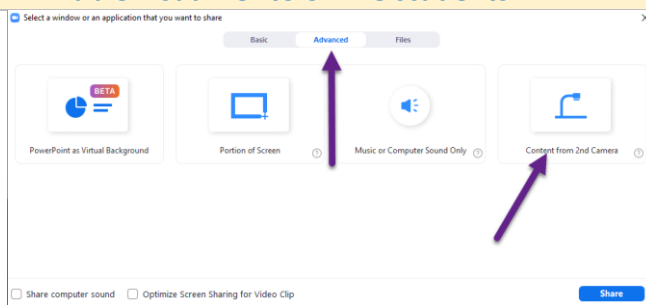 Select a window or an application that you want to share
Basic Advanced Files
BETA
PowerPoint as Virtual Background
Portion of Screen
Music or Computer Sound Only
Content from 2nd Camera
Share computer sound
Optimize Screen Sharing for Video Clip
Share